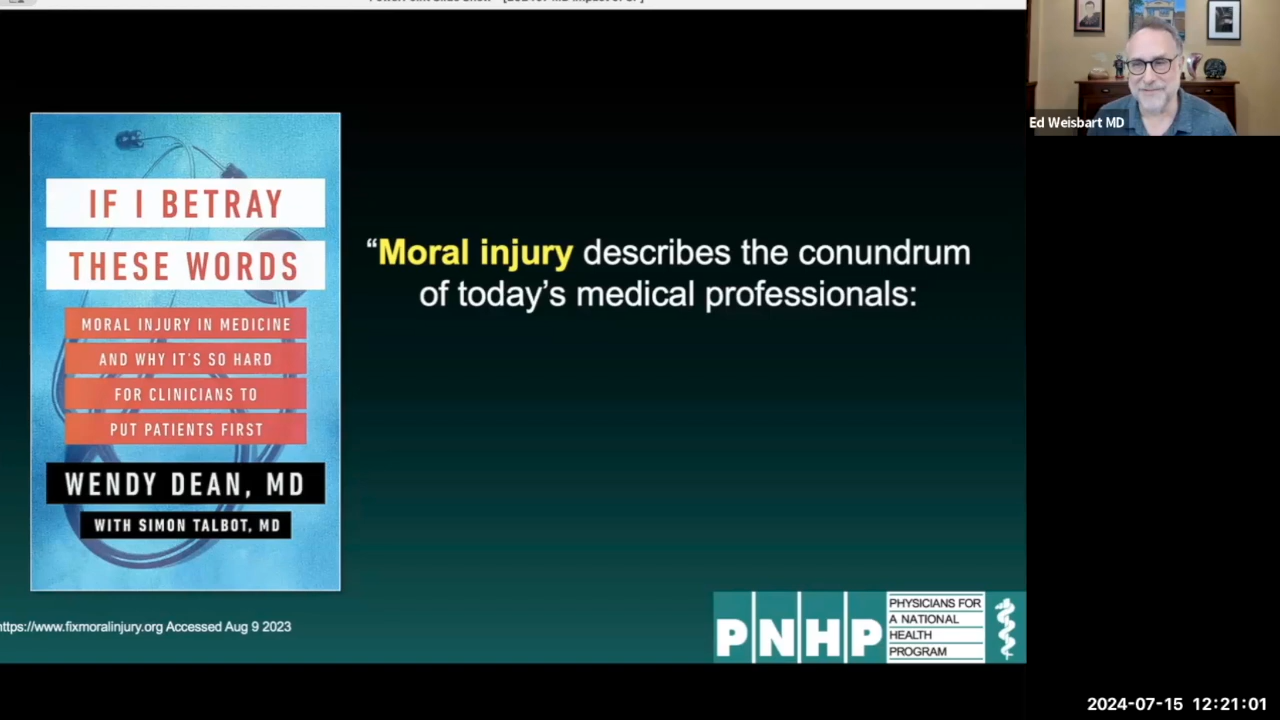 IF I BETRAY
THESE WORDS
MORAL INJURY IN MEDICINE
AND WHY IT'S SO HARD
FOR CLINICIANS TO
PUT PATIENTS FIRST
WENDY DEAN, MD
WITH SIMON TALBOT, MD
“Moral injury describes the conundrum
of today’s medical professionals:
https://www.fixmoralinjury.org Accessed Aug 9 2023
PNHP
PHYSICIANS FOR
A NATIONAL
HEALTH
PROGRAM
Ed Weisbart MD
2024-07-15 12:21:01